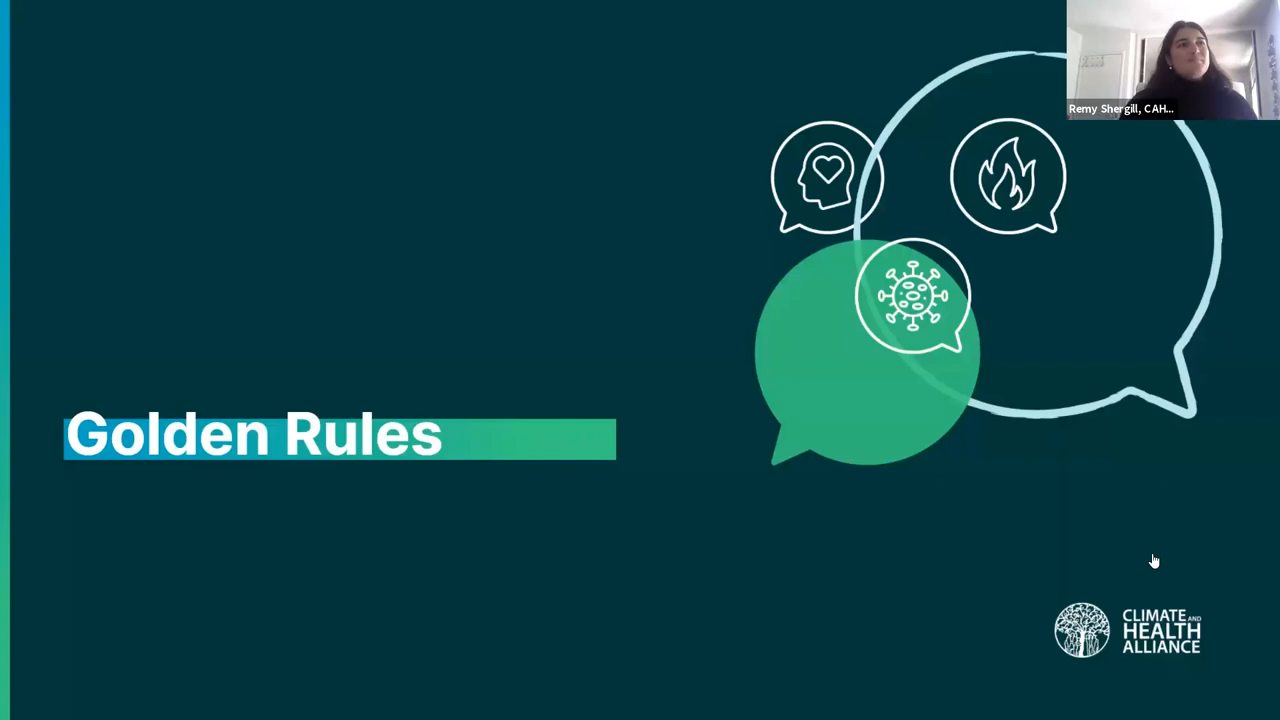 Remy Shergill, CAH...
Golden Rules
CLIMATE AND
HEALTH
ALLIANCE